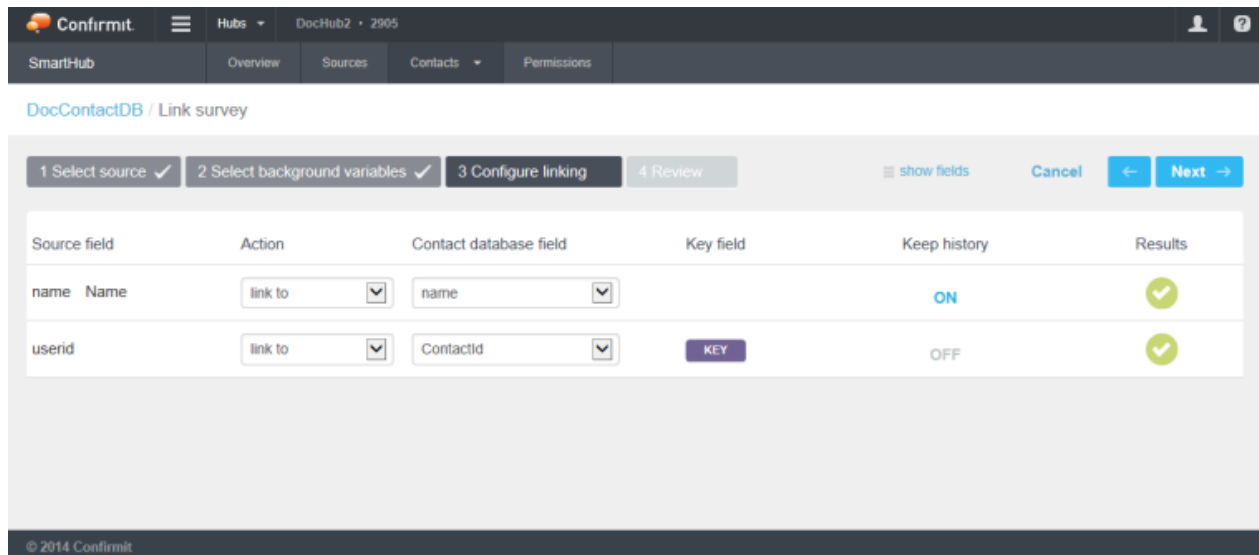 Confirmit. Hubs DocHub2 • 2905
SmartHub Overview Sources Contacts Permissions
DocContactDB / Link survey
1 Select source 2 Select background variables 3 Configure linking 4 Review show fields Cancel Next
Source field Action Contact database field Key field Keep history Results
name Name link to name ON
userid link to ContactId KEY OFF
© 2014 Confirmit